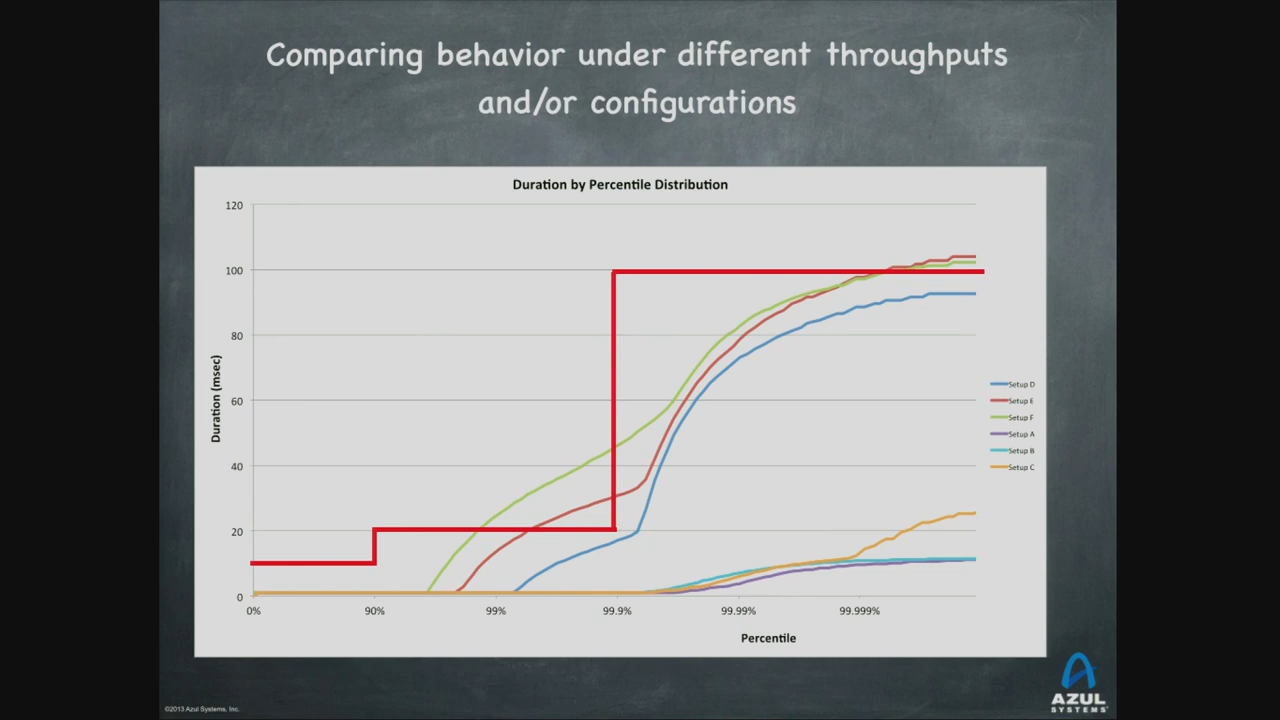 Comparing behavior under different throughputs
and/or configurations
Duration by Percentile Distribution
120
100
80
60
40
20
0
Duration (msec)
0%
90%
99%
99.9%
99.99%
99.999%
Percentile
Setup D
Setup E
Setup F
Setup A
Setup B
Setup C
©2013 Azul Systems, Inc.
AZUL
SYSTEMS